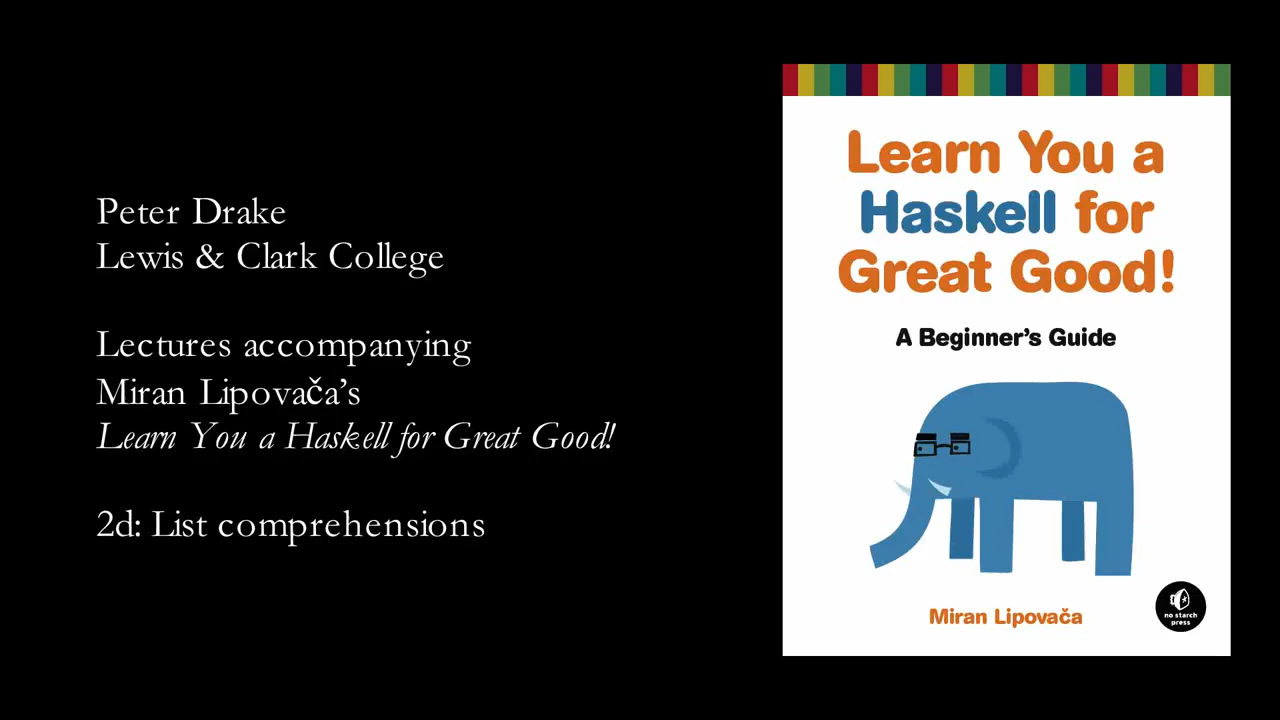 Peter Drake
Lewis & Clark College
Lectures accompanying
Miran Lipovača’s
Learn You a Haskell for Great Good!
2d: List comprehensions
Learn You a
Haskell for
Great Good!
A Beginner’s Guide
Miran Lipovača
no starch
press